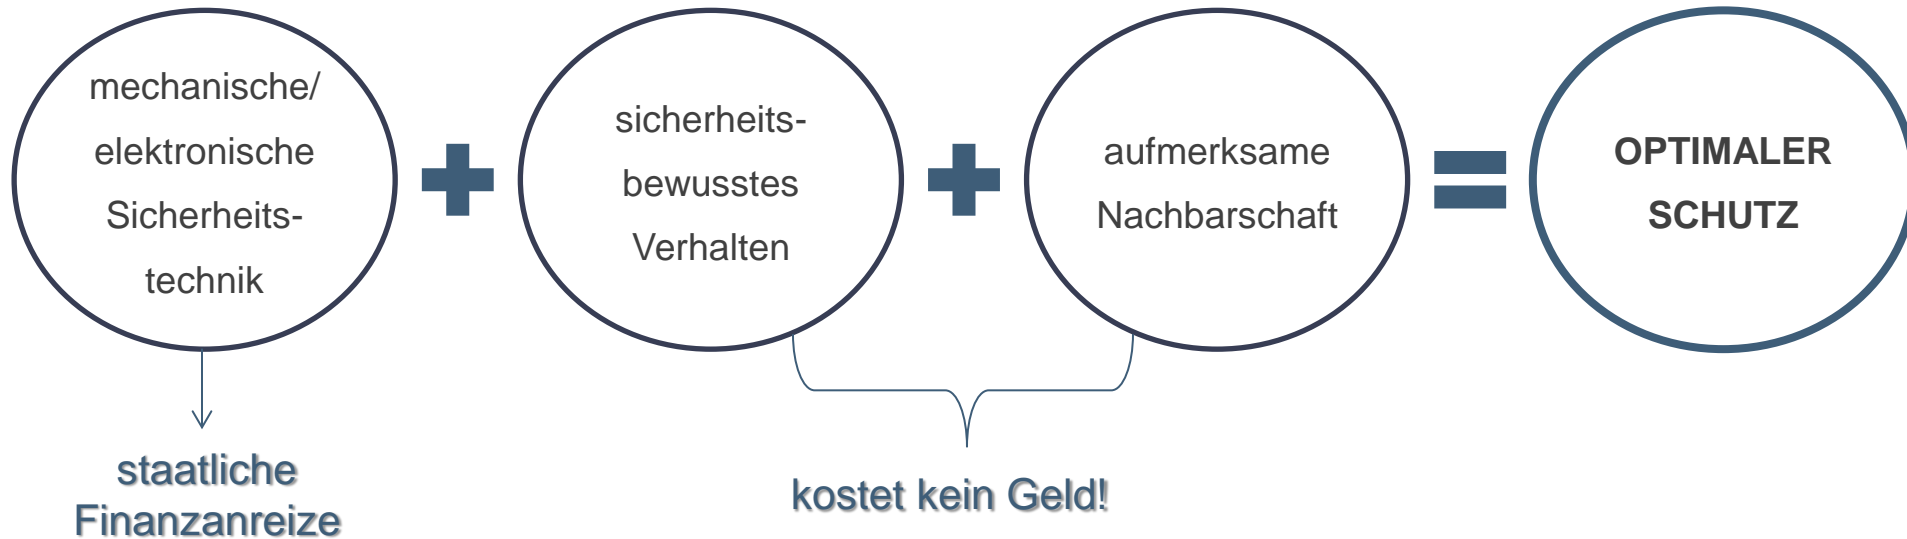 mechanische/
elektronische
Sicherheits-
technik
sicherheits-
bewusstes
Verhalten
aufmerksame
Nachbarschaft
OPTIMALER
SCHUTZ
staatliche
Finanzanreize
kostet kein Geld!